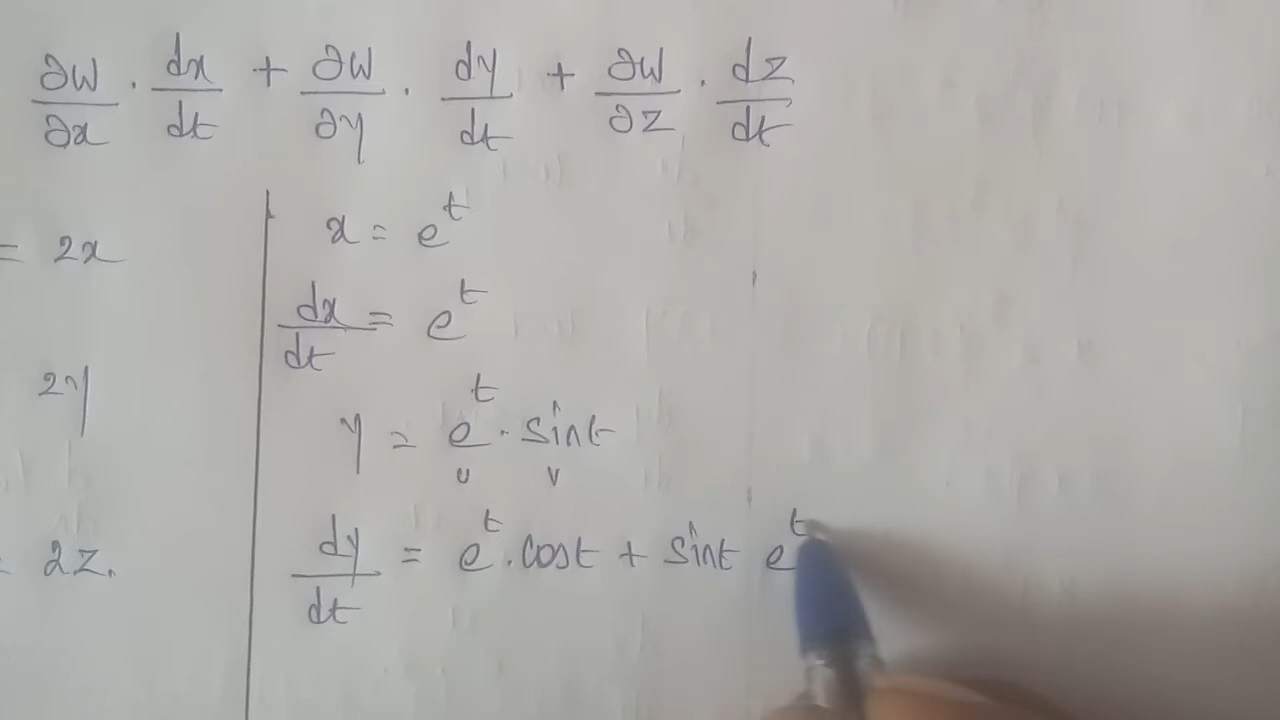 ∂w/∂x · dx/dt + ∂w/∂y · dy/dt + ∂w/∂z · dz/dt
= 2x
2y
= 2z.
x = e^t
dx/dt = e^t
y = e^t · sint
u v
dy/dt = e^t · cost + sint e^t